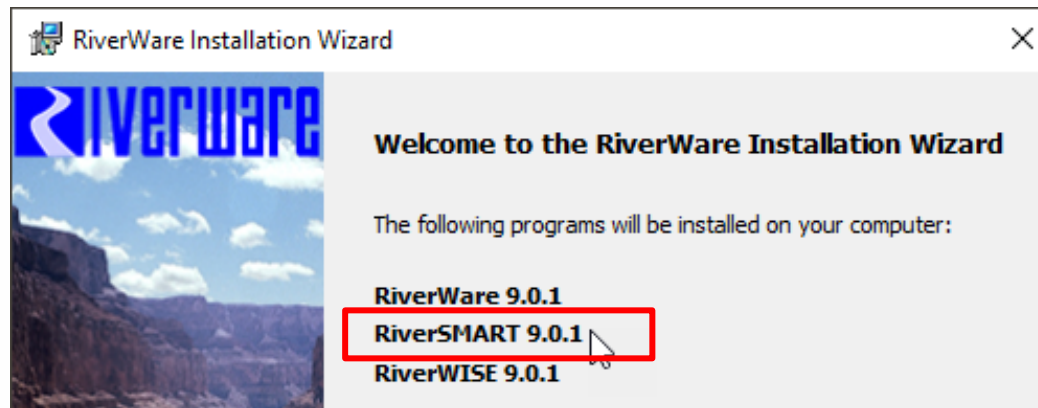 RiverWare Installation Wizard
RIVERWARE
Welcome to the RiverWare Installation Wizard
The following programs will be installed on your computer:
RiverWare 9.0.1
RiverSMART 9.0.1
RiverWISE 9.0.1